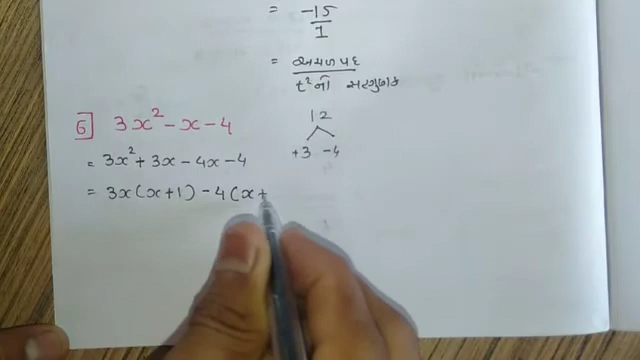 = -15/1
= અચળપદ / t²નો સહગુણક
6 3x² - x - 4
12
= 3x² + 3x - 4x - 4
+3 -4
= 3x(x+1) - 4(x+